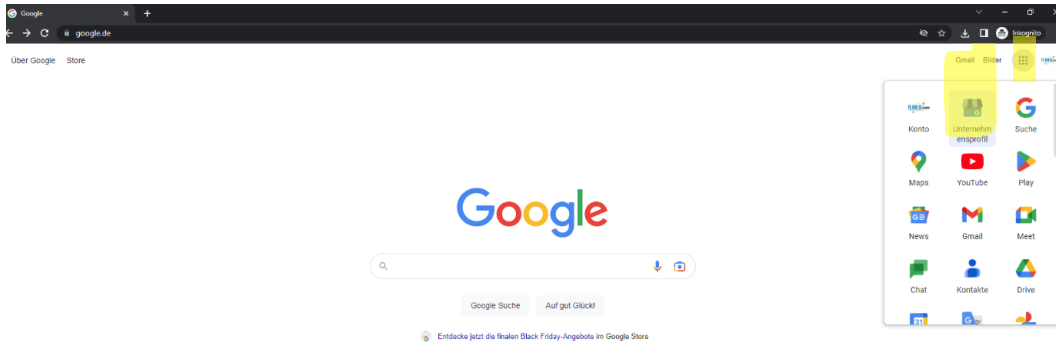 Google
google.de
Inkognito
Über Google Store
Gmail Bilder
Konto
Unternehm
ensprofil
Suche
Maps
YouTube
Play
News
Gmail
Meet
Chat
Kontakte
Drive
31
Google
Google Suche
Auf gut Glück!
Entdecke jetzt die finalen Black Friday-Angebote im Google Store